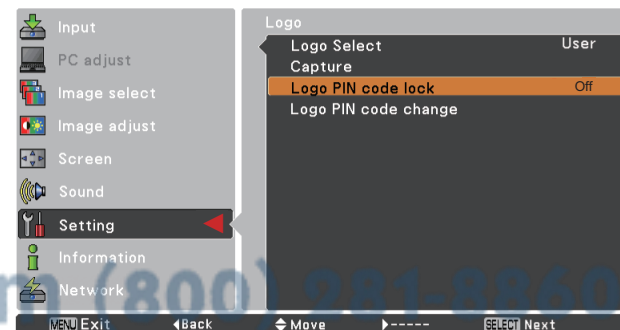 Input
PC adjust
Image select
Image adjust
Screen
Sound
Setting
Information
Network
Logo
Logo Select User
Capture
Logo PIN code lock Off
Logo PIN code change
m (800) 281-8860
MENU Exit Back Move ----- SELECT Next